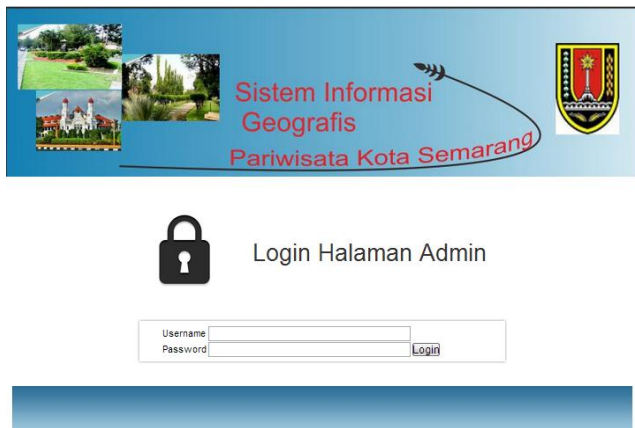 Sistem Informasi
Geografis
Pariwisata Kota Semarang
Login Halaman Admin
Username
Password Login